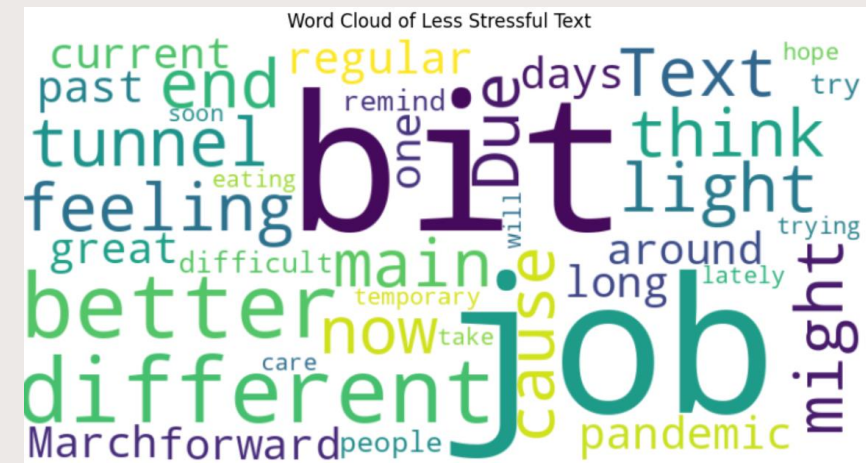 Word Cloud of Less Stressful Text
current
regular
hope
past
end
remind
days
Text
try
soon
bit
one
Due
tunnel
think
eating
light
feeling
will
trying
great
difficult
main
around
better
temporary
cause
long
lately
might
now
take
job
different
care
March
forward
people
pandemic